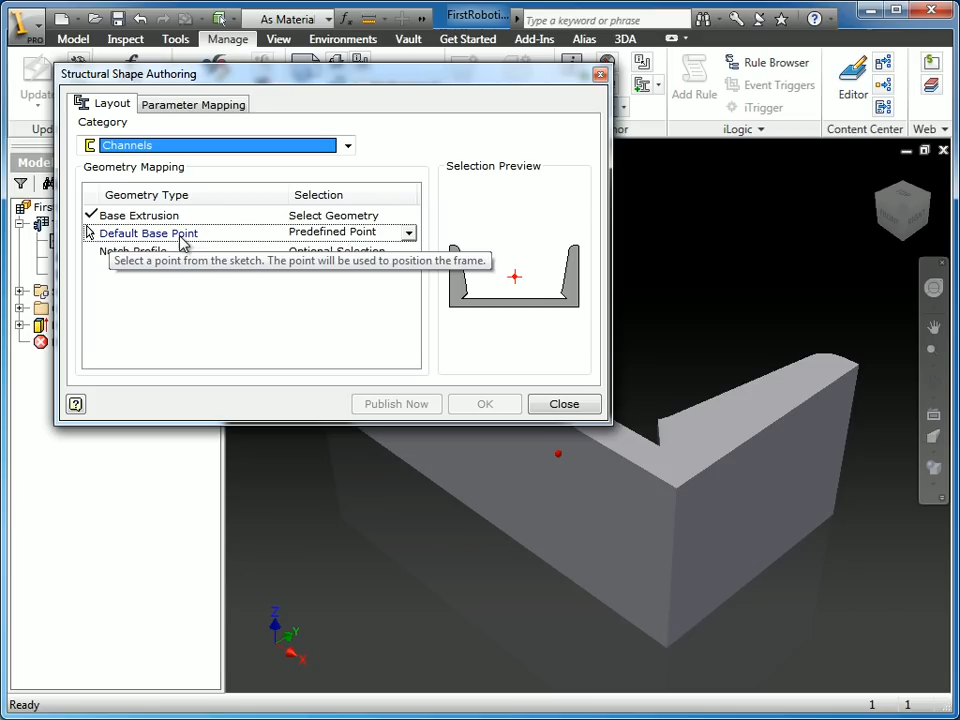 PRO
As Material
FirstRoboti...
Type a keyword or phrase
Model Inspect Tools Manage View Environments Vault Get Started Add-Ins Alias 3DA
Structural Shape Authoring
Layout Parameter Mapping
Category
Channels
Geometry Mapping
Geometry Type Selection
Base Extrusion Select Geometry
Default Base Point Predefined Point
Notch Profile Optional Selection
Select a point from the sketch. The point will be used to position the frame.
Selection Preview
Publish Now OK Close
Add Rule
Rule Browser
Event Triggers
iTrigger
iLogic
Editor
Content Center
Web
Ready 1 1